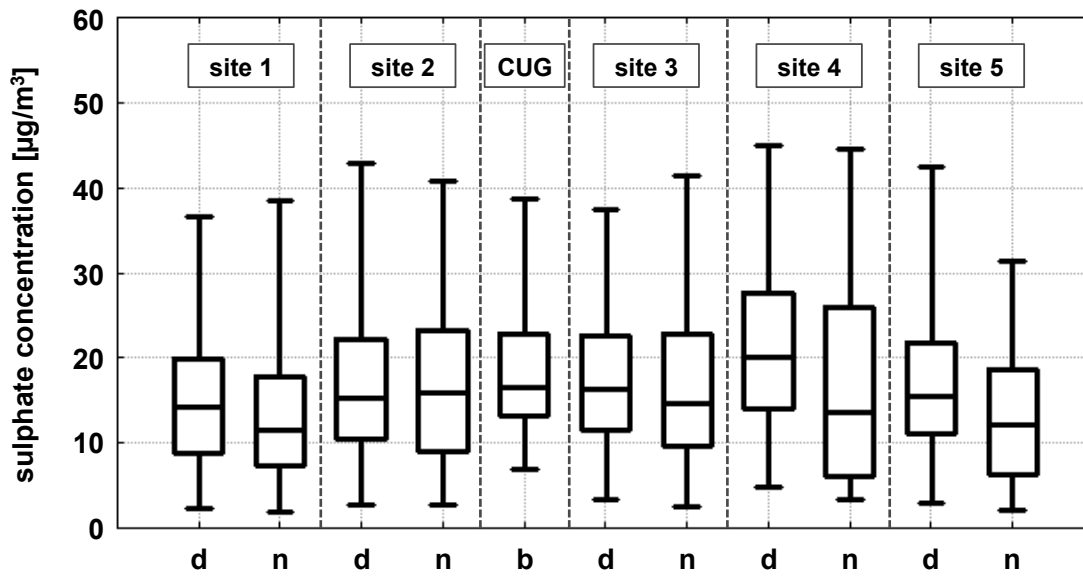 60
50
40
30
20
10
0
sulphate concentration [µg/m³]
site 1
site 2
CUG
site 3
site 4
site 5
d n d n b d n d n d n